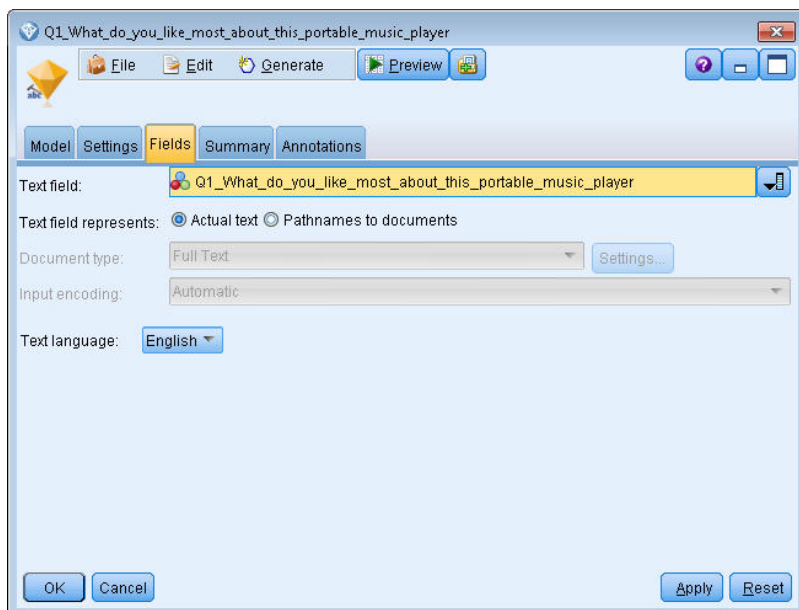 Q1_What_do_you_like_most_about_this_portable_music_player
File Edit Generate Preview
abc
Model Settings Fields Summary Annotations
Text field: Q1_What_do_you_like_most_about_this_portable_music_player
Text field represents: Actual text Pathnames to documents
Document type: Full Text Settings...
Input encoding: Automatic
Text language: English
OK Cancel Apply Reset